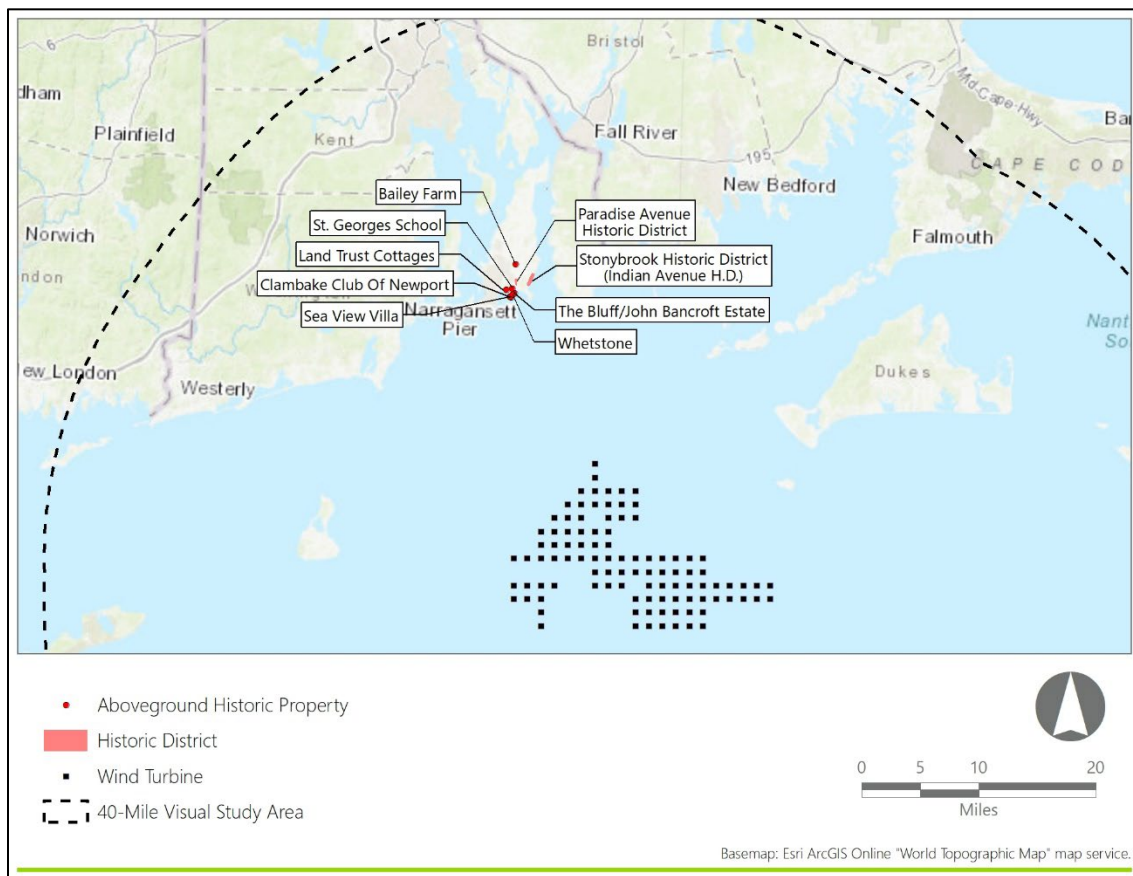 Bristol
6
dham
Plainfield
Kent
Fall River
195
Md-Cape-Hwy
Bar
CAPE COD
New Bedford
Bailey Farm
St. Georges School
Paradise Avenue
Historic District
Norwich
Falmouth
Land Trust Cottages
Stonybrook Historic District
(Indian Avenue H.D.)
ndon
Clambake Club Of Newport
Sea View Villa
Narragansett
Pier
The Bluff/John Bancroft Estate
Whetstone
Nant
So
ew London
Westerly
Dukes
Aboveground Historic Property
Historic District
Wind Turbine
40-Mile Visual Study Area
0 5 10 20
Miles
Basemap: Esri ArcGIS Online "World Topographic Map" map service.